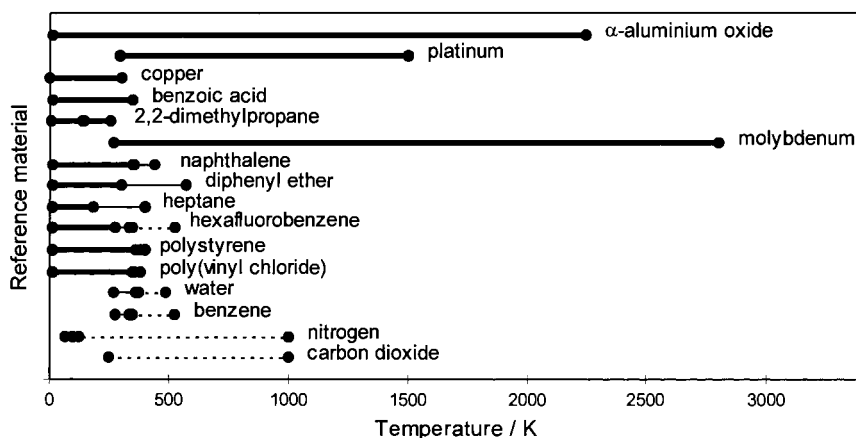 α-aluminium oxide
platinum
copper
benzoic acid
2,2-dimethylpropane
molybdenum
naphthalene
diphenyl ether
heptane
hexafluorobenzene
polystyrene
poly(vinyl chloride)
water
benzene
nitrogen
carbon dioxide
Reference material
0 500 1000 1500 2000 2500 3000
Temperature / K